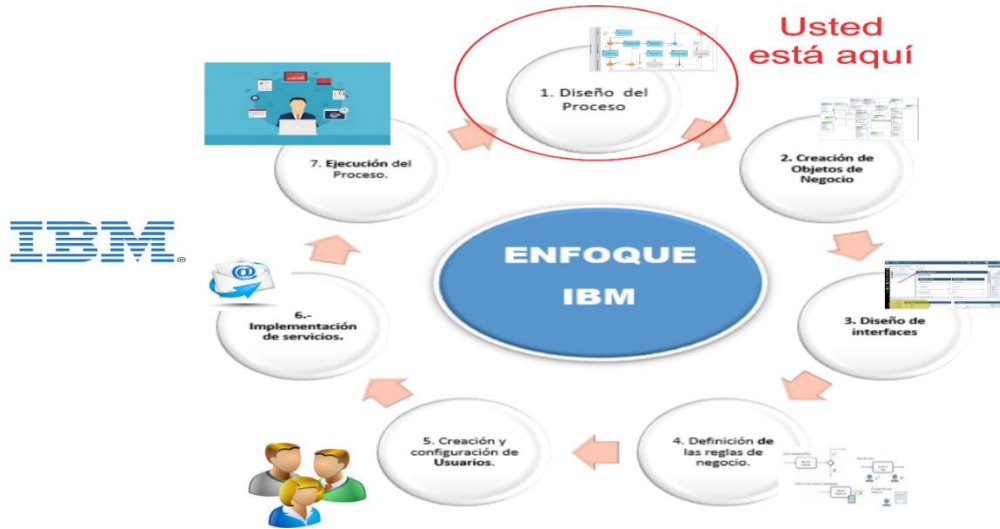 Usted
está aquí
1. Diseño del
Proceso
2. Creación de
Objetos de
Negocio
3. Diseño de
interfaces
4. Definición de
las reglas de
negocio.
5. Creación y
configuración de
Usuarios.
6.-
Implementación
de servicios.
7. Ejecución del
Proceso.
ENFOQUE
IBM
IBM